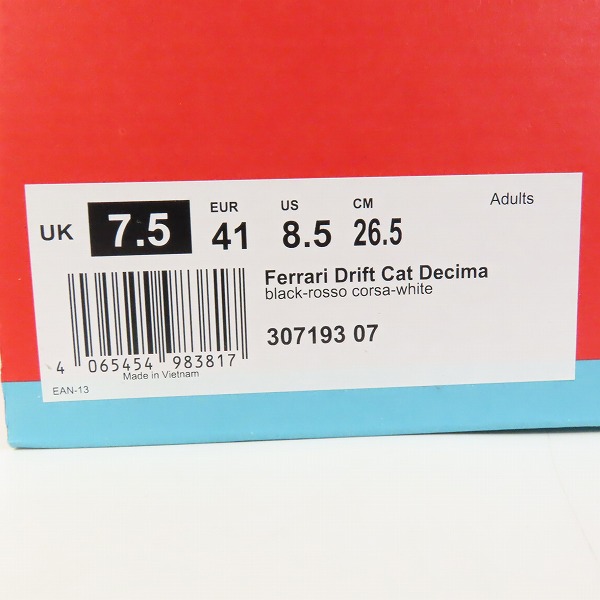 Adults
UK 7.5 EUR 41 US 8.5 CM 26.5
Ferrari Drift Cat Decima
black-rosso corsa-white
307193 07
4 065454 983817
Made in Vietnam
EAN-13